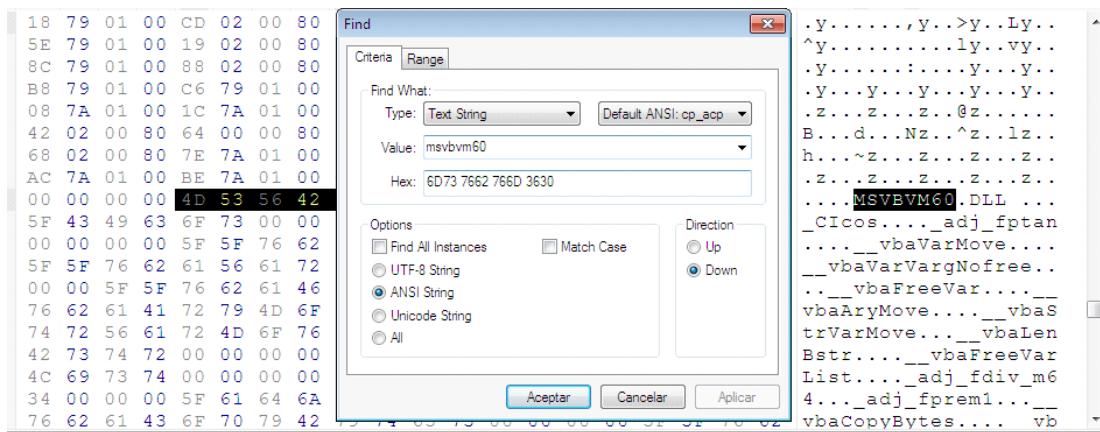 18 79 01 00 CD 02 00 80
5E 79 01 00 19 02 00 80
8C 79 01 00 88 02 00 80
B8 79 01 00 C6 79 01 00
08 7A 01 00 1C 7A 01 00
42 02 00 80 64 00 00 80
68 02 00 80 7E 7A 01 00
AC 7A 01 00 BE 7A 01 00
00 00 00 00 4D 53 56 42
5F 43 49 63 6F 73 00 00
00 00 00 00 5F 5F 76 62
5F 5F 76 62 61 56 61 72
00 00 5F 5F 76 62 61 46
76 62 61 41 72 79 4D 6F
74 72 56 61 72 4D 6F 76
42 73 74 72 00 00 00 00
4C 69 73 74 00 00 00 00
34 00 00 00 5F 61 64 6A
76 62 61 43 6F 70 79 42
Find
Criteria Range
Find What:
Type: Text String Default ANSI: cp_acp
Value: msvbvm60
Hex: 6D73 7662 766D 3630
Options
Find All Instances Match Case
UTF-8 String
ANSI String
Unicode String
All
Direction
Up
Down
Aceptar Cancelar Aplicar
.y......,y..>y..Ly..
^y..........ly..vy..
.y......:....y...y..
.y...y...y...y...y..
.z...z...z..@z......
B...d...Nz..^z..lz..
h...~z...z...z...z..
.z...z...z...z...z..
....MSVBVM60.DLL ...
_CIcos...._adj_fptan
....__vbaVarMove....
__vbaVarVargNofree..
..__vbaFreeVar....__
vbaAryMove....__vbaS
trVarMove...__vbaLen
Bstr....__vbaFreeVar
List...._adj_fdiv_m6
4..._adj_fprem1...__
vbaCopyBytes....__vb